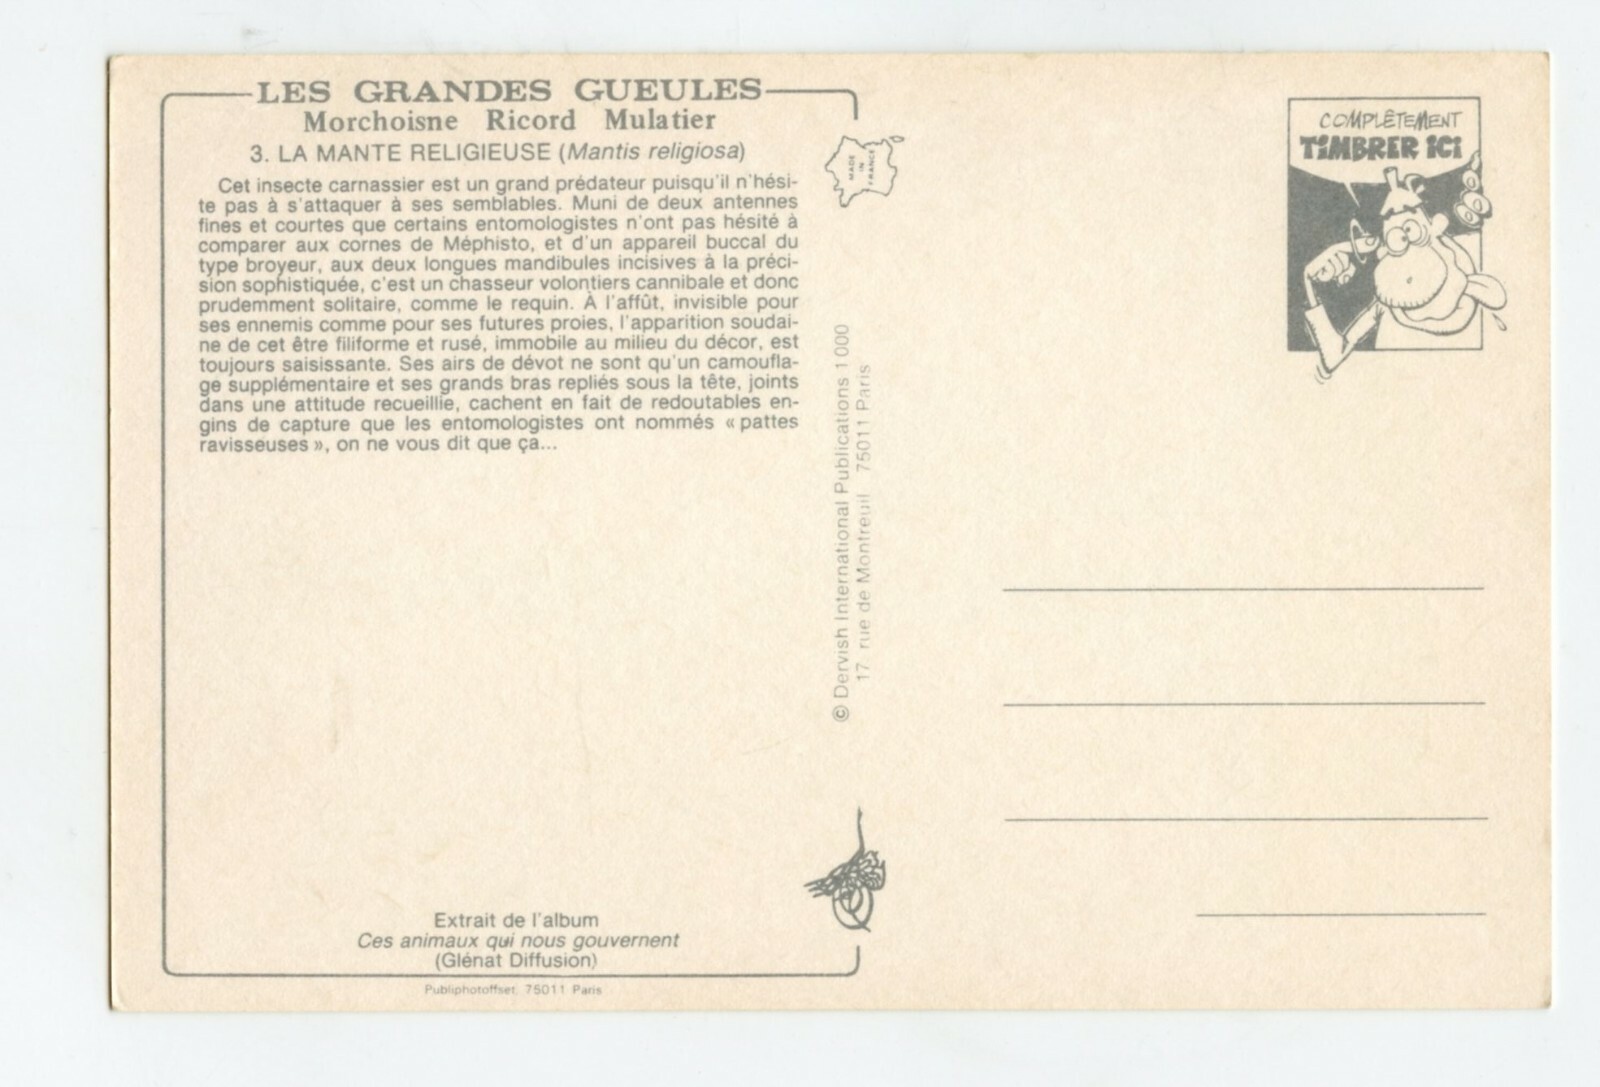 LES GRANDES GUEULES
Morchoisne Ricord Mulatier
3. LA MANTE RELIGIEUSE (Mantis religiosa)
Cet insecte carnassier est un grand prédateur puisqu'il n'hési-
te pas à s'attaquer à ses semblables. Muni de deux antennes
fines et courtes que certains entomologistes n'ont pas hésité à
comparer aux cornes de Méphisto, et d'un appareil buccal du
type broyeur, aux deux longues mandibules incisives à la préci-
sion sophistiquée, c'est un chasseur volontiers cannibale et donc
prudemment solitaire, comme le requin. À l'affût, invisible pour
ses ennemis comme pour ses futures proies, l'apparition soudai-
ne de cet être filiforme et rusé, immobile au milieu du décor, est
toujours saisissante. Ses airs de dévot ne sont qu'un camoufla-
ge supplémentaire et ses grands bras repliés sous la tête, joints
dans une attitude recueillie, cachent en fait de redoutables en-
gins de capture que les entomologistes ont nommés « pattes
ravisseuses », on ne vous dit que ça...
Extrait de l'album
Ces animaux qui nous gouvernent
(Glénat Diffusion)
Publiphotoffset 75011 Paris
MADE
IN
FRANCE
© Dervish International Publications 1000
17 rue de Montreuil 75011 Paris
COMPLÈTEMENT
TIMBRER ICI